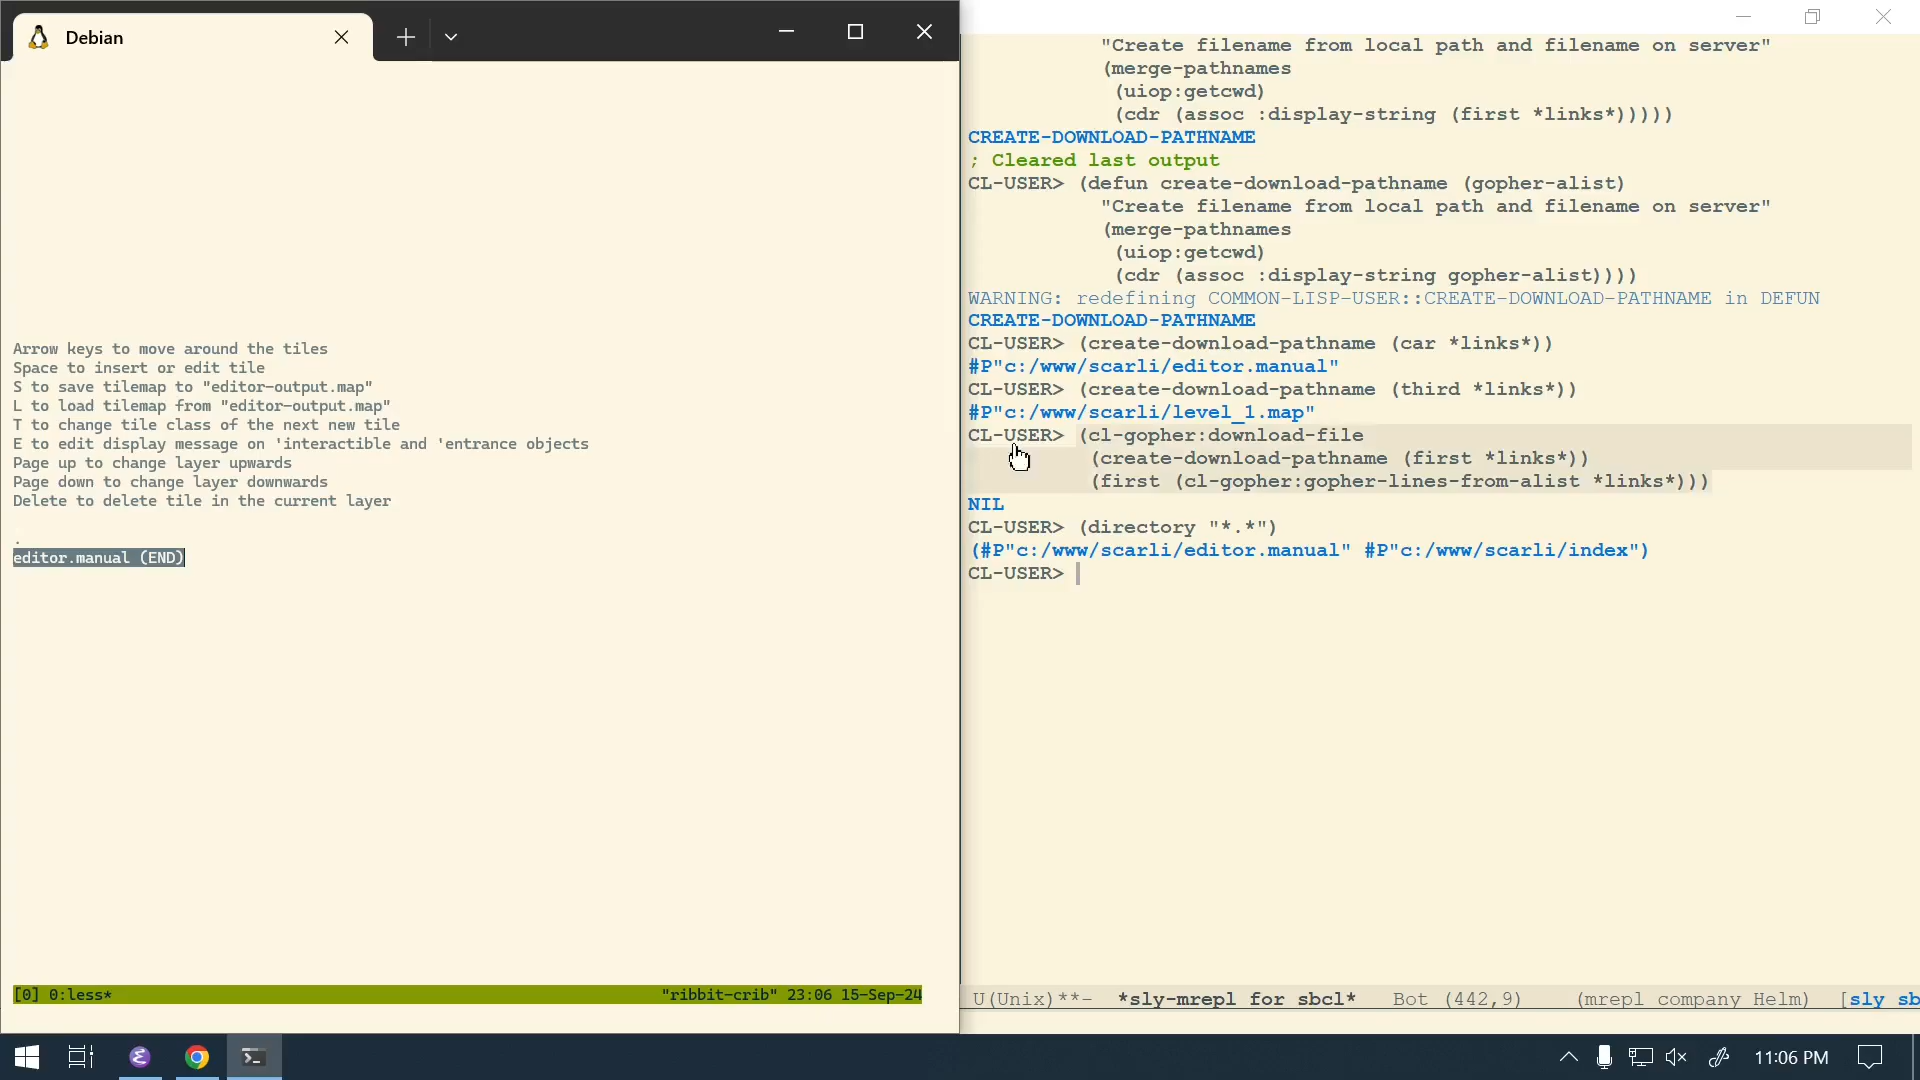 Debian
Arrow keys to move around the tiles
Space to insert or edit tile
S to save tilemap to "editor-output.map"
L to load tilemap from "editor-output.map"
T to change tile class of the next new tile
E to edit display message on 'interactible and 'entrance objects
Page up to change layer upwards
Page down to change layer downwards
Delete to delete tile in the current layer
.
editor.manual (END)
[0] 0:less* "ribbit-crib" 23:06 15-Sep-24
"Create filename from local path and filename on server"
(merge-pathnames
(uiop:getcwd)
(cdr (assoc :display-string (first *links*)))))
CREATE-DOWNLOAD-PATHNAME
; Cleared last output
CL-USER> (defun create-download-pathname (gopher-alist)
"Create filename from local path and filename on server"
(merge-pathnames
(uiop:getcwd)
(cdr (assoc :display-string gopher-alist))))
WARNING: redefining COMMON-LISP-USER::CREATE-DOWNLOAD-PATHNAME in DEFUN
CREATE-DOWNLOAD-PATHNAME
CL-USER> (create-download-pathname (car *links*))
#P"c:/www/scarli/editor.manual"
CL-USER> (create-download-pathname (third *links*))
#P"c:/www/scarli/level_1.map"
CL-USER> (cl-gopher:download-file
(create-download-pathname (first *links*))
(first (cl-gopher:gopher-lines-from-alist *links*)))
NIL
CL-USER> (directory "*.*")
(#P"c:/www/scarli/editor.manual" #P"c:/www/scarli/index")
CL-USER>
U(Unix)**- *sly-mrepl for sbcl* Bot (442,9) (mrepl company Helm) [sly sb
11:06 PM